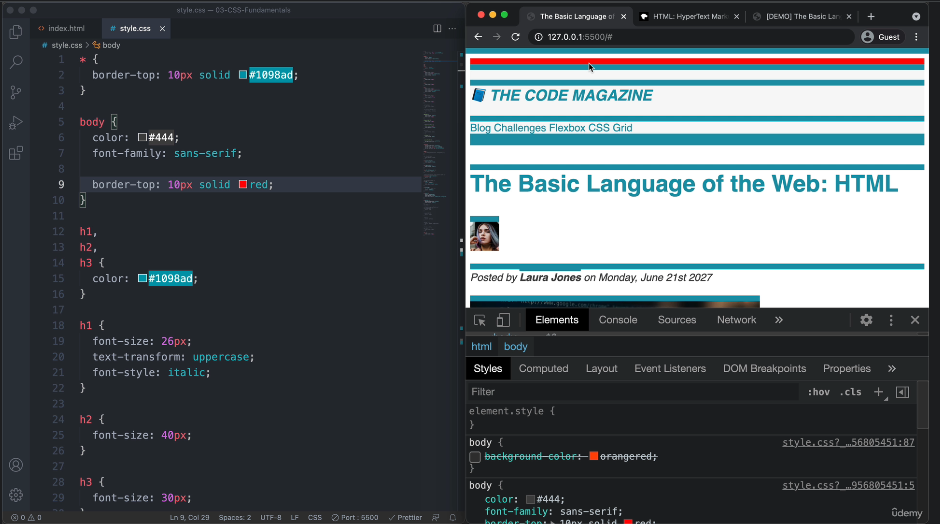 style.css — 03-CSS-Fundamentals
index.html
style.css
# style.css > body
1 * {
2 border-top: 10px solid #1098ad;
3 }
4
5 body {
6 color: #444;
7 font-family: sans-serif;
8
9 border-top: 10px solid red;
10 }
11
12 h1,
13 h2,
14 h3 {
15 color: #1098ad;
16 }
17
18 h1 {
19 font-size: 26px;
20 text-transform: uppercase;
21 font-style: italic;
22 }
23
24 h2 {
25 font-size: 40px;
26 }
27
28 h3 {
29 font-size: 30px;
30 }
0 0
Ln 9, Col 29 Spaces: 2 UTF-8 LF CSS Port : 5500 Prettier
The Basic Language of
HTML: HyperText Mark
[DEMO] The Basic Lan
127.0.0.1:5500/#
Guest
THE CODE MAGAZINE
Blog Challenges Flexbox CSS Grid
The Basic Language of the Web: HTML
Posted by Laura Jones on Monday, June 21st 2027
Elements Console Sources Network »
html body
Styles Computed Layout Event Listeners DOM Breakpoints Properties »
Filter
:hov .cls +
element.style {
}
body {
style.css?_…56805451:87
background-color: orangered;
}
body {
style.css?_…956805451:5
color: #444;
font-family: sans-serif;
border-top: 10px solid red;
ûdemy